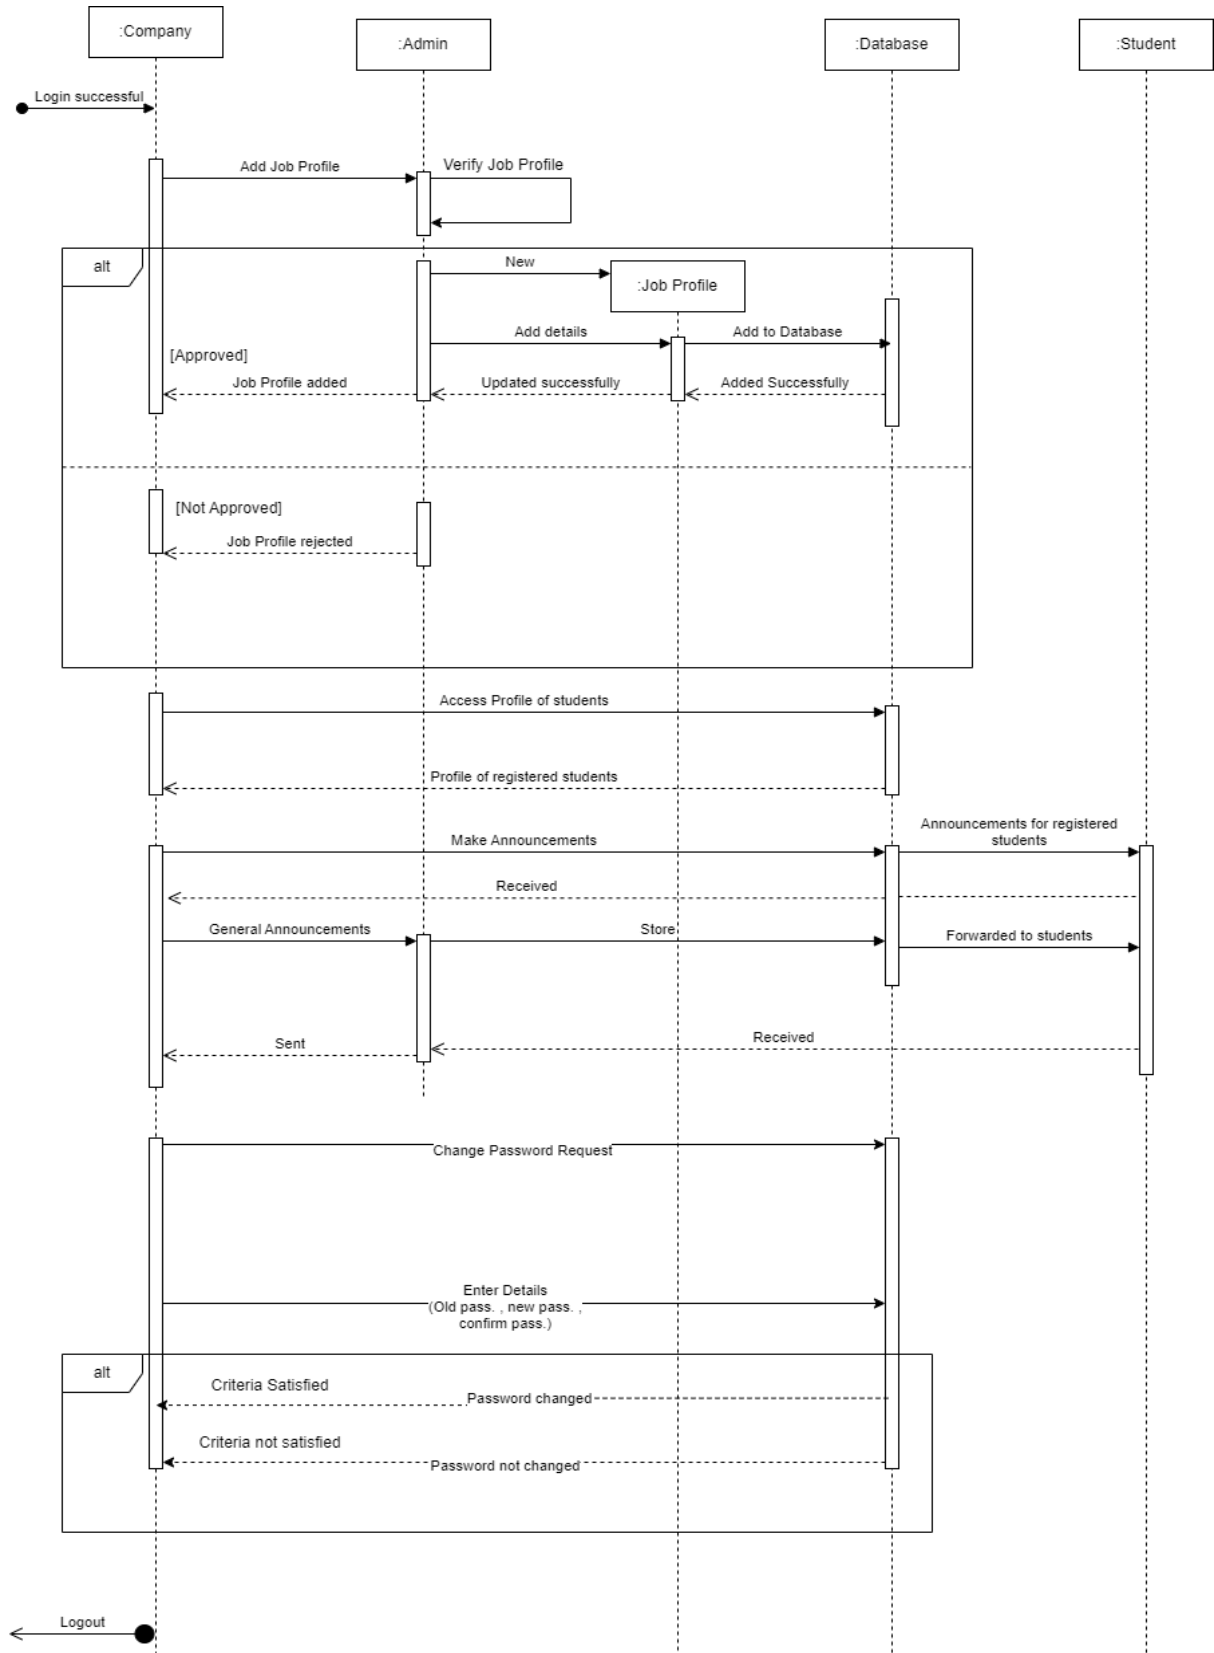 :Company
:Admin
:Database
:Student
Login successful
Add Job Profile
Verify Job Profile
alt
New
:Job Profile
Add details
Add to Database
[Approved]
Job Profile added
Updated successfully
Added Successfully
[Not Approved]
Job Profile rejected
Access Profile of students
Profile of registered students
Make Announcements
Announcements for registered
students
Received
General Announcements
Store
Forwarded to students
Sent
Received
Change Password Request
Enter Details
(Old pass. , new pass. ,
confirm pass.)
alt
Criteria Satisfied
Password changed
Criteria not satisfied
Password not changed
Logout